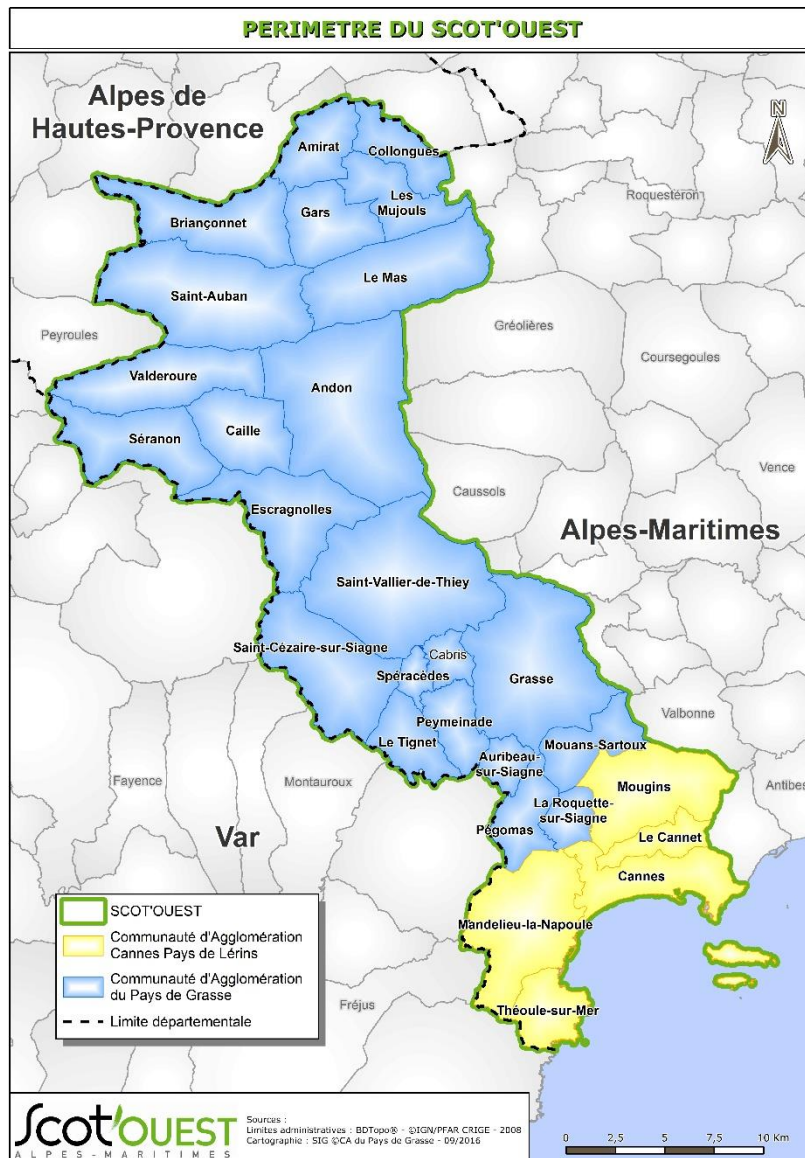 PERIMETRE DU SCOT'OUEST
Alpes de
Hautes-Provence
N
Amirat
Collongues
Roquestéron
Briançonnet
Gars
Les
Mujouls
Le Mas
Saint-Auban
Peyroules
Gréolières
Coursegoules
Valderoure
Andon
Séranon
Caille
Vence
Caussols
Escragnolles
Alpes-Maritimes
Saint-Vallier-de-Thiey
Saint-Cézaire-sur-Siagne
Cabris
Spéracèdes
Grasse
Peymeinade
Valbonne
Le Tignet
Mouans-Sartoux
Auribeau
-sur-Siagne
Fayence
Montauroux
Mougins
Antibes
La Roquette-
sur-Siagne
Pégomas
Var
Le Cannet
Cannes
SCOT'OUEST
Communauté d'Agglomération
Cannes Pays de Lérins
Communauté d'Agglomération
du Pays de Grasse
Limite départementale
Mandelieu-la-Napoule
Fréjus
Théoule-sur-Mer
Scot'OUEST
ALPES-MARITIMES
Sources :
Limites administratives : BDTopo® - ©IGN/PFAR CRIGE - 2008
Cartographie : SIG ©CA du Pays de Grasse - 09/2016
0 2,5 5 7,5 10 Km